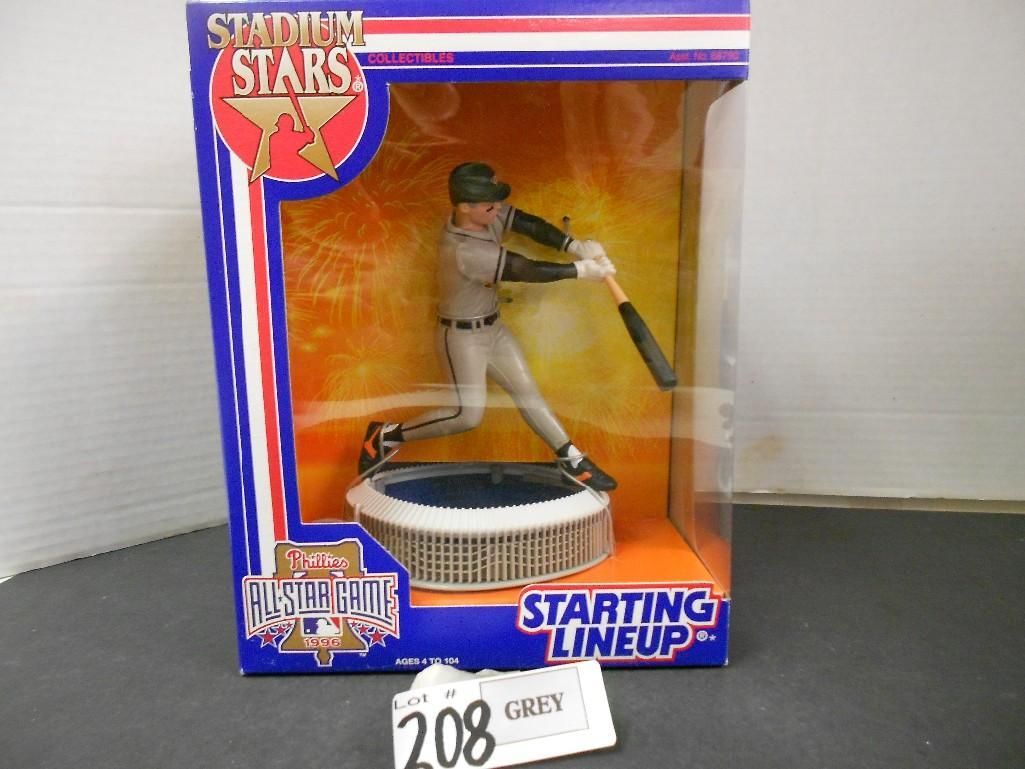 STADIUM
STARS®
COLLECTIBLES
Asst. No. 68790
Phillies
ALL-STAR GAME
1996
™
STARTING
LINEUP®*
AGES 4 TO 104
Lot #
208
GREY